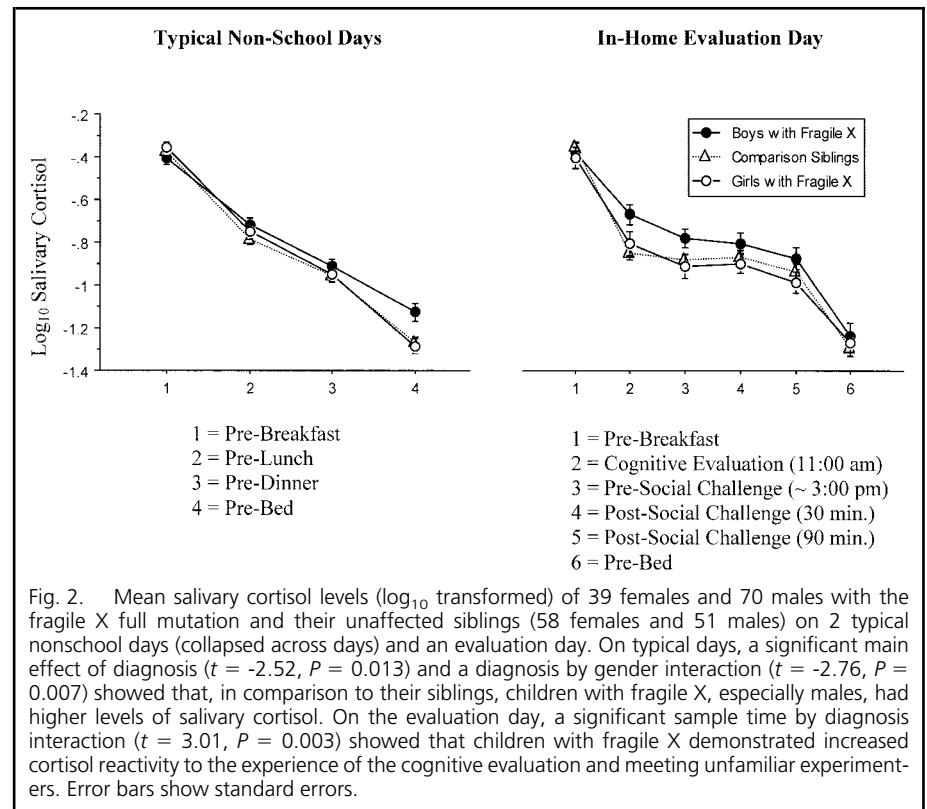 Typical Non-School Days
In-Home Evaluation Day
Log₁₀ Salivary Cortisol
-.2
-.4
-.6
-.8
-1
-1.2
-1.4
1 2 3 4
1 = Pre-Breakfast
2 = Pre-Lunch
3 = Pre-Dinner
4 = Pre-Bed
Boys with Fragile X
Comparison Siblings
Girls with Fragile X
1 2 3 4 5 6
1 = Pre-Breakfast
2 = Cognitive Evaluation (11:00 am)
3 = Pre-Social Challenge (~ 3:00 pm)
4 = Post-Social Challenge (30 min.)
5 = Post-Social Challenge (90 min.)
6 = Pre-Bed
Fig. 2. Mean salivary cortisol levels (log₁₀ transformed) of 39 females and 70 males with the
fragile X full mutation and their unaffected siblings (58 females and 51 males) on 2 typical
nonschool days (collapsed across days) and an evaluation day. On typical days, a significant main
effect of diagnosis (t = -2.52, P = 0.013) and a diagnosis by gender interaction (t = -2.76, P =
0.007) showed that, in comparison to their siblings, children with fragile X, especially males, had
higher levels of salivary cortisol. On the evaluation day, a significant sample time by diagnosis
interaction (t = 3.01, P = 0.003) showed that children with fragile X demonstrated increased
cortisol reactivity to the experience of the cognitive evaluation and meeting unfamiliar experiment-
ers. Error bars show standard errors.